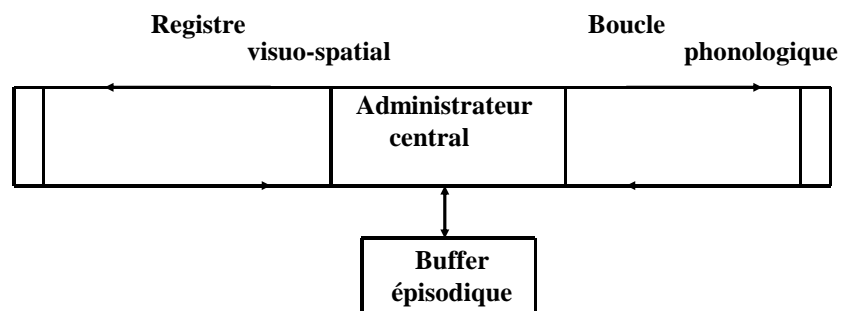 Registre
visuo-spatial
Boucle
phonologique
Administrateur
central
Buffer
épisodique